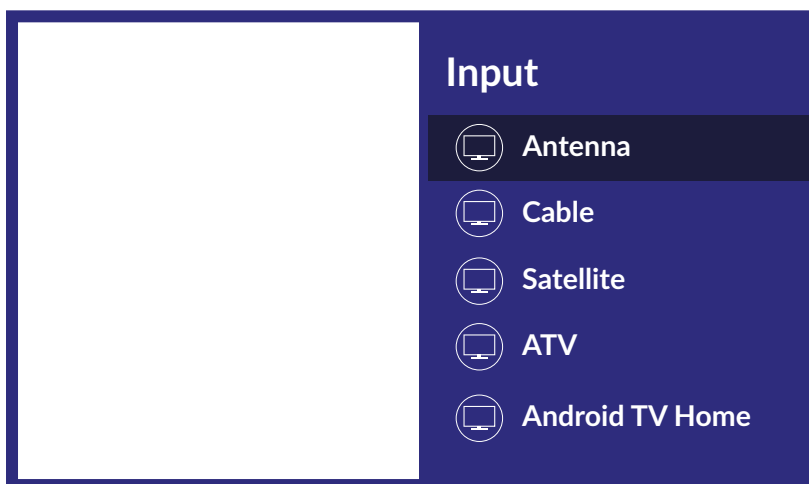 Input
Antenna
Cable
Satellite
ATV
Android TV Home